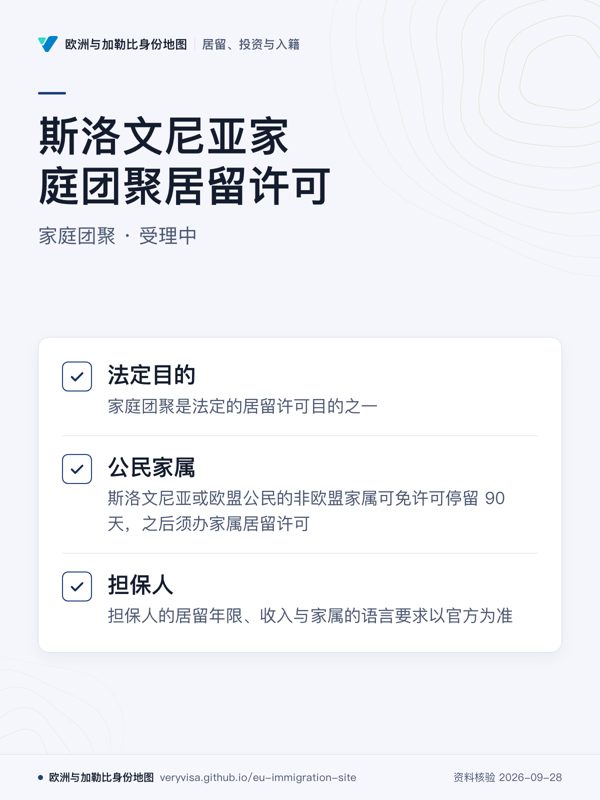 欧洲与加勒比身份地图 居留、投资与入籍
斯洛文尼亚家
庭团聚居留许可
家庭团聚 · 受理中
法定目的
家庭团聚是法定的居留许可目的之一
公民家属
斯洛文尼亚或欧盟公民的非欧盟家属可免许可停留 90
天，之后须办家属居留许可
担保人
担保人的居留年限、收入与家属的语言要求以官方为准
欧洲与加勒比身份地图 veryvisa.github.io/eu-immigration-site 资料核验 2026-09-28